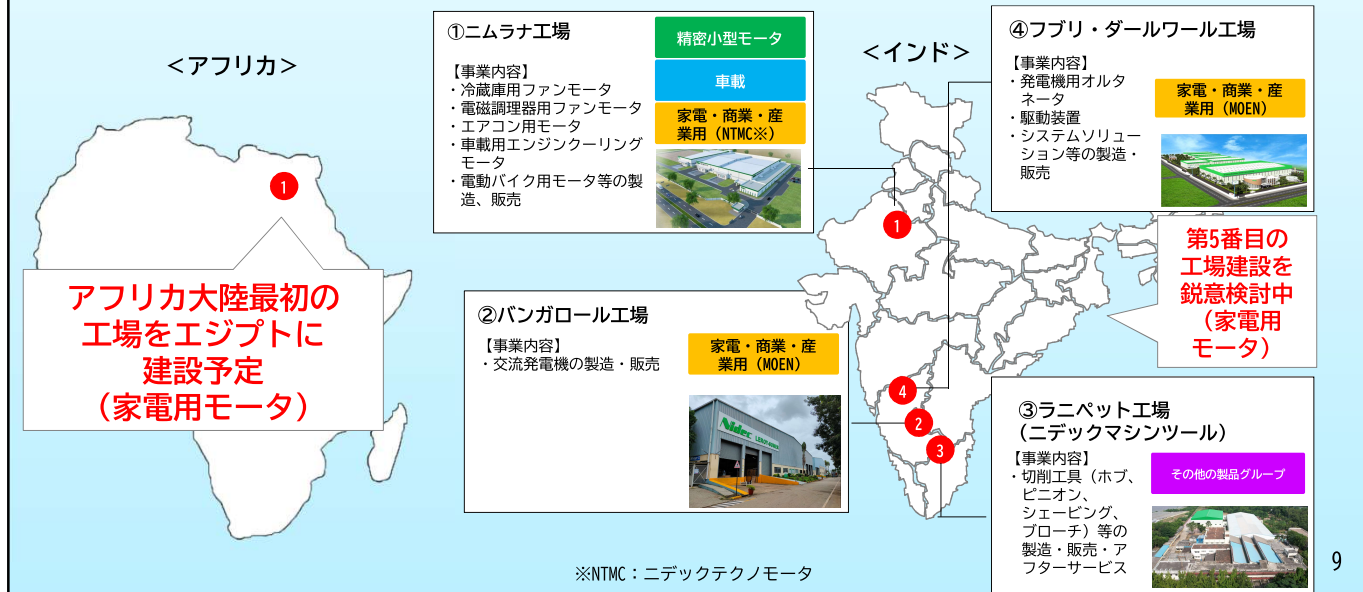 ＜アフリカ＞
1
アフリカ大陸最初の
工場をエジプトに
建設予定
（家電用モータ）
①ニムラナ工場
精密小型モータ
車載
家電・商業・産
業用（NTMC※）
【事業内容】
・冷蔵庫用ファンモータ
・電磁調理器用ファンモータ
・エアコン用モータ
・車載用エンジンクーリング
モータ
・電動バイク用モータ等の製
造、販売
②バンガロール工場
【事業内容】
・交流発電機の製造・販売
家電・商業・産
業用（MOEN）
Nidec LEROY-SOMER
＜インド＞
1
4
2
3
④フブリ・ダールワール工場
【事業内容】
・発電機用オルタ
ネータ
・駆動装置
・システムソリュー
ション等の製造・
販売
家電・商業・産
業用（MOEN）
第5番目の
工場建設を
鋭意検討中
（家電用
モータ）
③ラニペット工場
（ニデックマシンツール）
【事業内容】
・切削工具（ホブ、
ピニオン、
シェービング、
ブローチ）等の
製造・販売・ア
フターサービス
その他の製品グループ
※NTMC：ニデックテクノモータ
9